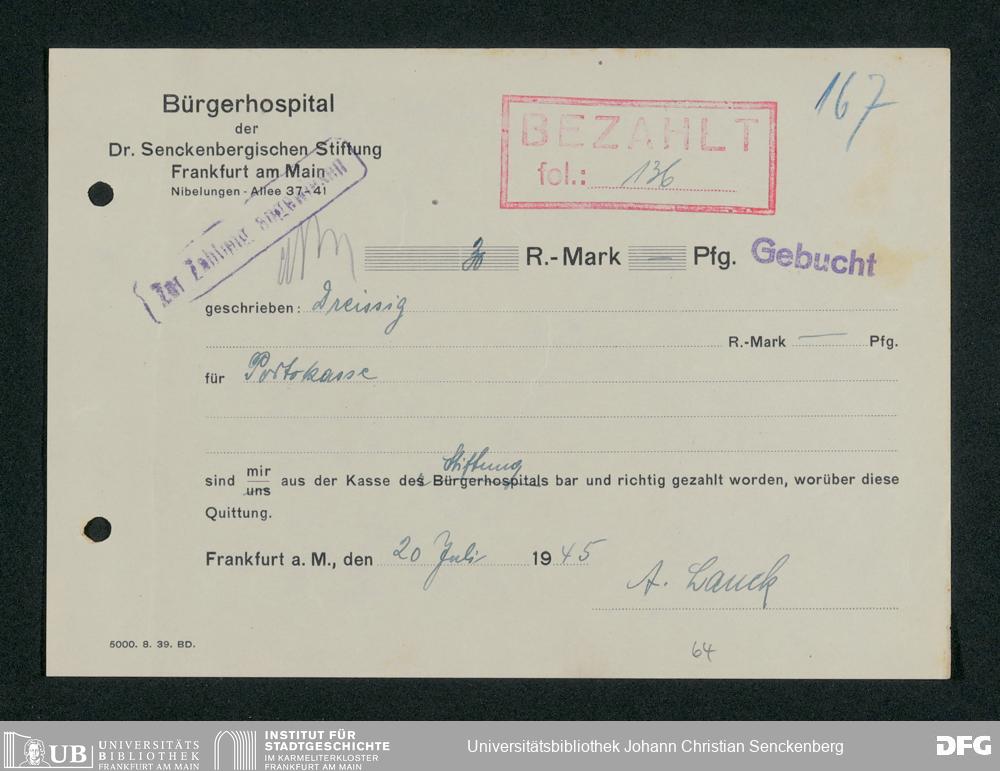 Bürgerhospital
der
Dr. Senckenbergischen Stiftung
Frankfurt am Main
Nibelungen-Allee 37-41
Zur Zahlung angewiesen
BEZAHLT
fol.: 136
167
30 R.-Mark — Pfg.
Gebucht
geschrieben: Dreissig
R.-Mark — Pfg.
für Portokasse
Stiftung
sind mir/uns aus der Kasse des Bürgerhospitals bar und richtig gezahlt worden, worüber diese
Quittung.
Frankfurt a. M., den 20 Juli 1945
A. Lauck
5000. 8. 39. BD.
64
UB UNIVERSITÄTS
BIBLIOTHEK
FRANKFURT AM MAIN
INSTITUT FÜR
STADTGESCHICHTE
IM KARMELITERKLOSTER
FRANKFURT AM MAIN
Universitätsbibliothek Johann Christian Senckenberg
DFG